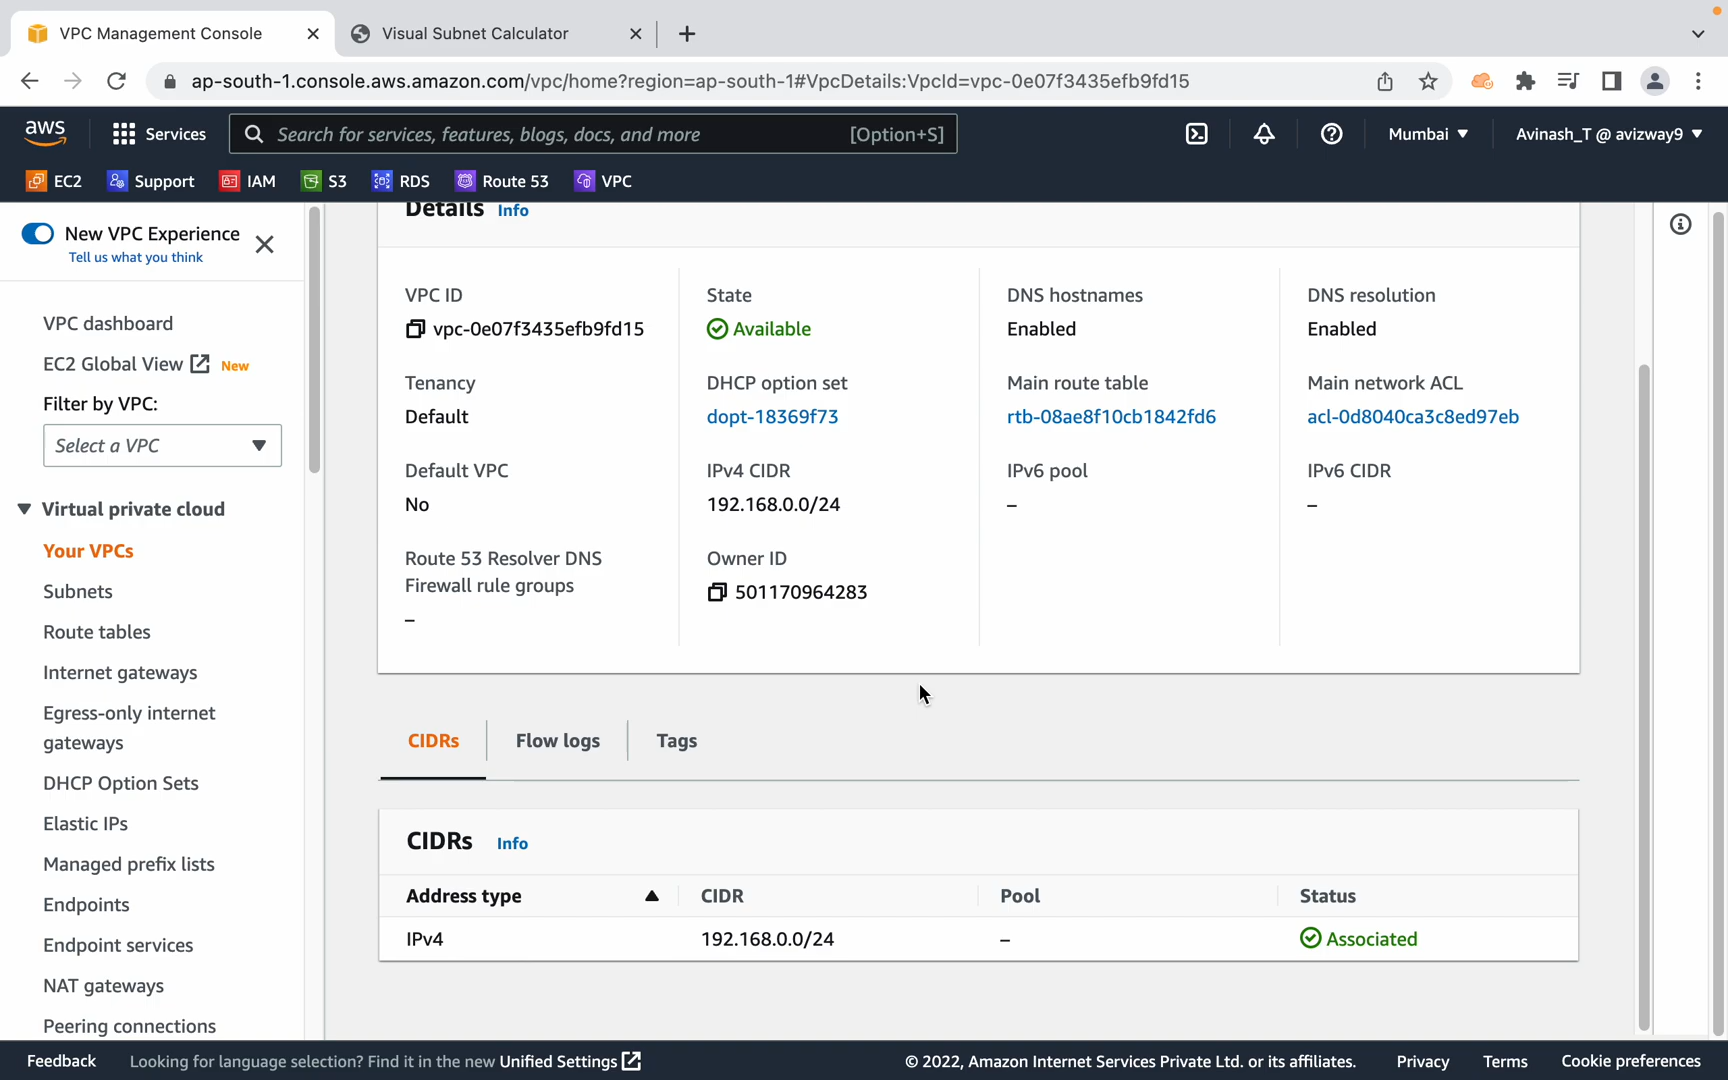 VPC Management Console
Visual Subnet Calculator
ap-south-1.console.aws.amazon.com/vpc/home?region=ap-south-1#VpcDetails:VpcId=vpc-0e07f3435efb9fd15
aws
Services
Search for services, features, blogs, docs, and more
[Option+S]
Mumbai
Avinash_T @ avizway9
EC2
Support
IAM
S3
RDS
Route 53
VPC
New VPC Experience
Tell us what you think
VPC dashboard
EC2 Global View
New
Filter by VPC:
Select a VPC
Virtual private cloud
Your VPCs
Subnets
Route tables
Internet gateways
Egress-only internet
gateways
DHCP Option Sets
Elastic IPs
Managed prefix lists
Endpoints
Endpoint services
NAT gateways
Peering connections
Details
Info
VPC ID
vpc-0e07f3435efb9fd15
State
Available
DNS hostnames
Enabled
DNS resolution
Enabled
Tenancy
Default
DHCP option set
dopt-18369f73
Main route table
rtb-08ae8f10cb1842fd6
Main network ACL
acl-0d8040ca3c8ed97eb
Default VPC
No
IPv4 CIDR
192.168.0.0/24
IPv6 pool
–
IPv6 CIDR
–
Route 53 Resolver DNS
Firewall rule groups
–
Owner ID
501170964283
CIDRs
Flow logs
Tags
CIDRs
Info
Address type
CIDR
Pool
Status
IPv4
192.168.0.0/24
–
Associated
Feedback
Looking for language selection? Find it in the new Unified Settings
© 2022, Amazon Internet Services Private Ltd. or its affiliates.
Privacy
Terms
Cookie preferences